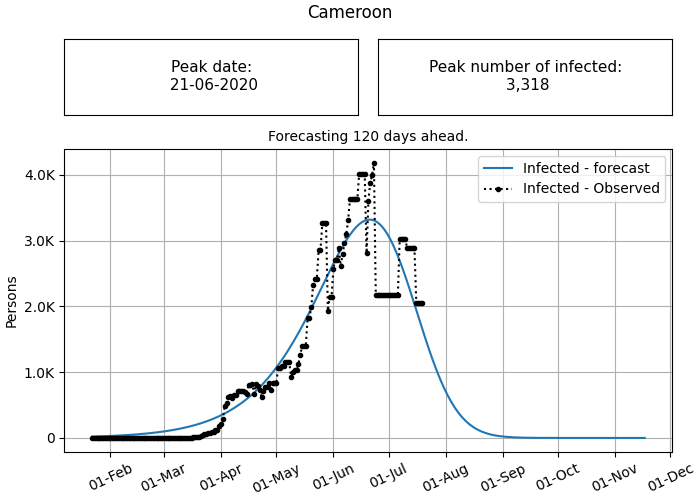 Cameroon
Peak date:
21-06-2020
Peak number of infected:
3,318
Forecasting 120 days ahead.
Infected - forecast
Infected - Observed
4.0K
3.0K
2.0K
1.0K
0
Persons
01-Feb
01-Mar
01-Apr
01-May
01-Jun
01-Jul
01-Aug
01-Sep
01-Oct
01-Nov
01-Dec